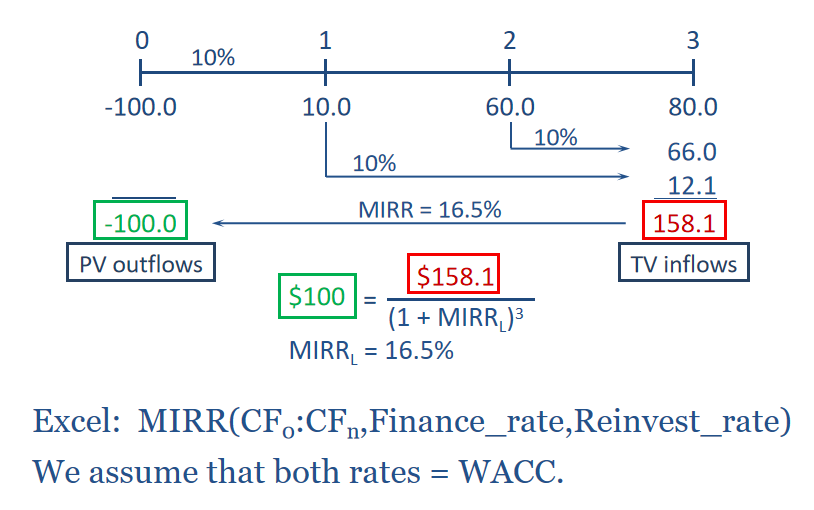 0 1 2 3
10%
-100.0 10.0 60.0 80.0
10%
66.0
10%
12.1
MIRR = 16.5%
-100.0 158.1
PV outflows TV inflows
$158.1
$100 =
(1 + MIRRL)3
MIRRL = 16.5%
Excel: MIRR(CFo:CFn,Finance_rate,Reinvest_rate)
We assume that both rates = WACC.